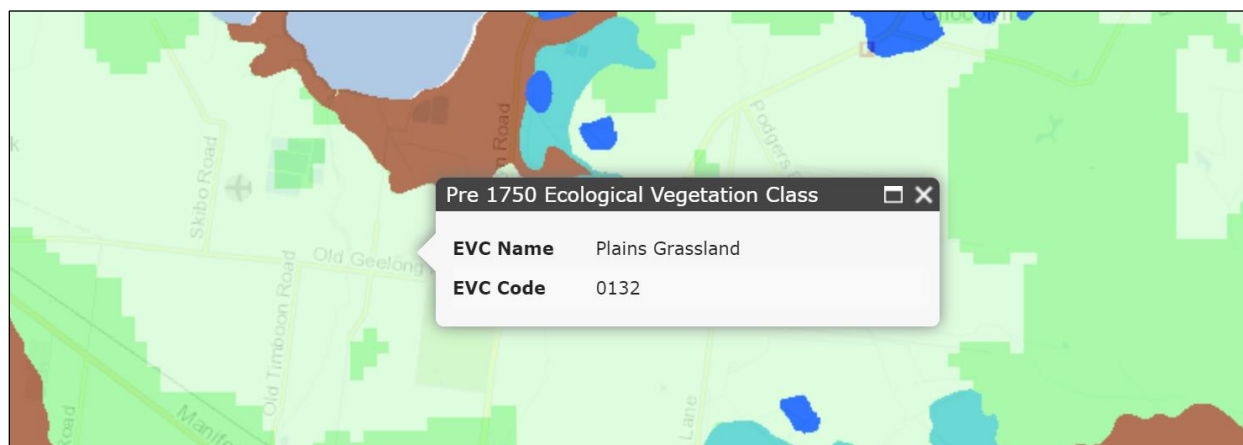 Skibo Road
Old Geelong
Old Timboon Road
Road
Lane
Pre 1750 Ecological Vegetation Class
EVC Name Plains Grassland
EVC Code 0132